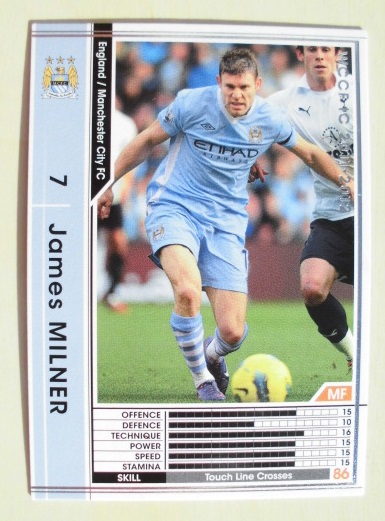 England / Manchester City FC
7 James MILNER
ETIHAD
MF
OFFENCE 15
DEFENCE 10
TECHNIQUE 16
POWER 15
SPEED 15
STAMINA 15
86
SKILL Touch Line Crosses